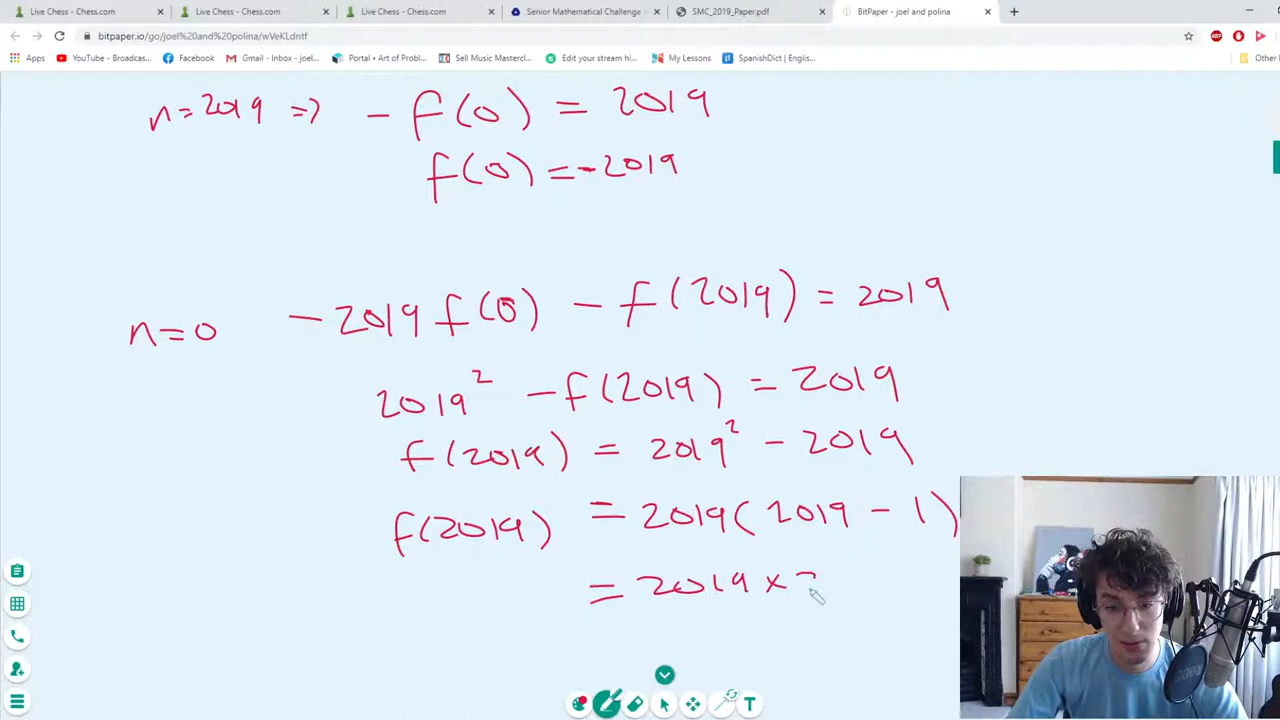 Live Chess - Chess.com
Live Chess - Chess.com
Live Chess - Chess.com
Senior Mathematical Challenge
SMC_2019_Paper.pdf
BitPaper - joel and polina
bitpaper.io/go/joel%20and%20polina/wVeKLdntf
Apps
YouTube - Broadcas...
Facebook
Gmail - Inbox - joel...
Portal • Art of Probl...
Sell Music Mastercl...
Edit your stream hi...
My Lessons
SpanishDict | Englis...
Other
n=2019 => - f(0) = 2019
f(0) = -2019
n=0 -2019 f(0) - f(2019) = 2019
2019² - f(2019) = 2019
f(2019) = 2019² - 2019
f(2019) = 2019(2019 - 1)
= 2019 ×
T